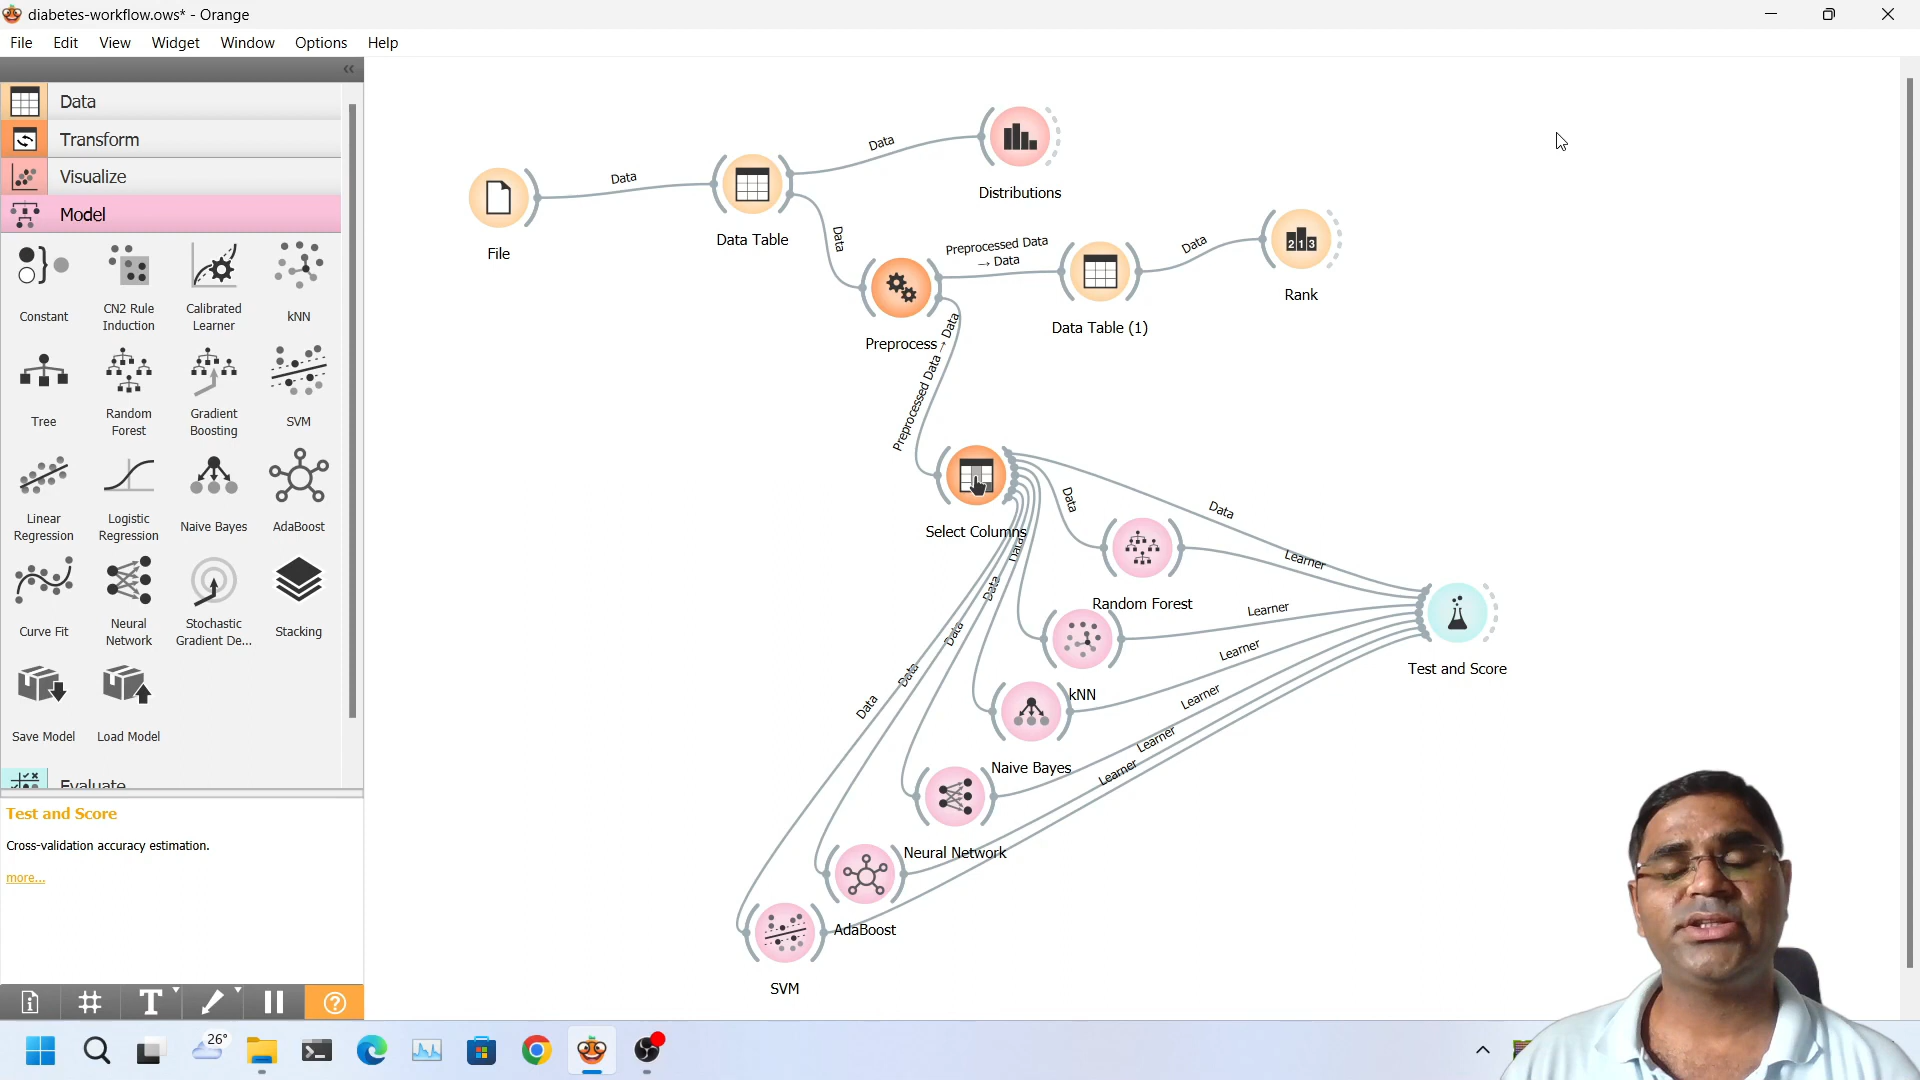 diabetes-workflow.ows* - Orange
File Edit View Widget Window Options Help
Data
Transform
Visualize
Model
Constant
CN2 Rule
Induction
Calibrated
Learner
kNN
Tree
Random
Forest
Gradient
Boosting
SVM
Linear
Regression
Logistic
Regression
Naive Bayes
AdaBoost
Curve Fit
Neural
Network
Stochastic
Gradient De...
Stacking
Save Model
Load Model
Evaluate
Test and Score
Cross-validation accuracy estimation.
more...
File
Data
Data Table
Data
Distributions
Data
Preprocess
Preprocessed Data
→ Data
Data Table (1)
Data
Rank
2 1 3
Preprocessed Data → Data
Select Columns
Data
Data
Data
Data
Data
Data
Data
Random Forest
Learner
kNN
Learner
Naive Bayes
Learner
Neural Network
Learner
AdaBoost
Learner
SVM
Learner
Test and Score
26°